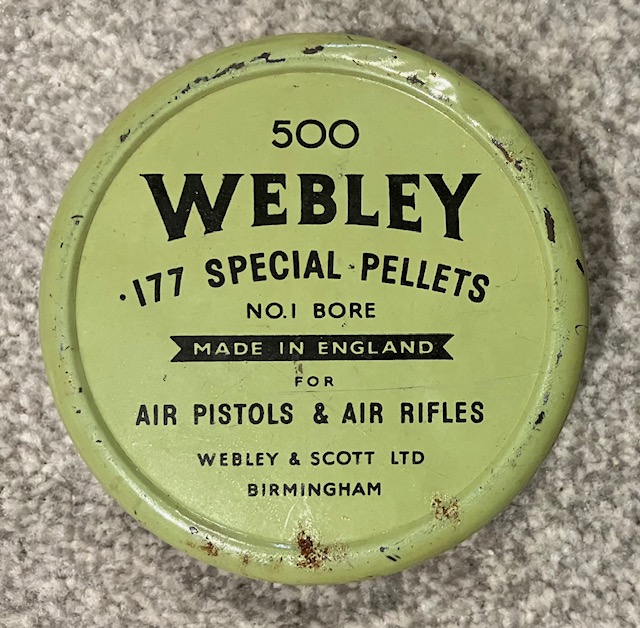 500
WEBLEY
·177 SPECIAL PELLETS
NO.1 BORE
MADE IN ENGLAND
FOR
AIR PISTOLS & AIR RIFLES
WEBLEY & SCOTT LTD
BIRMINGHAM